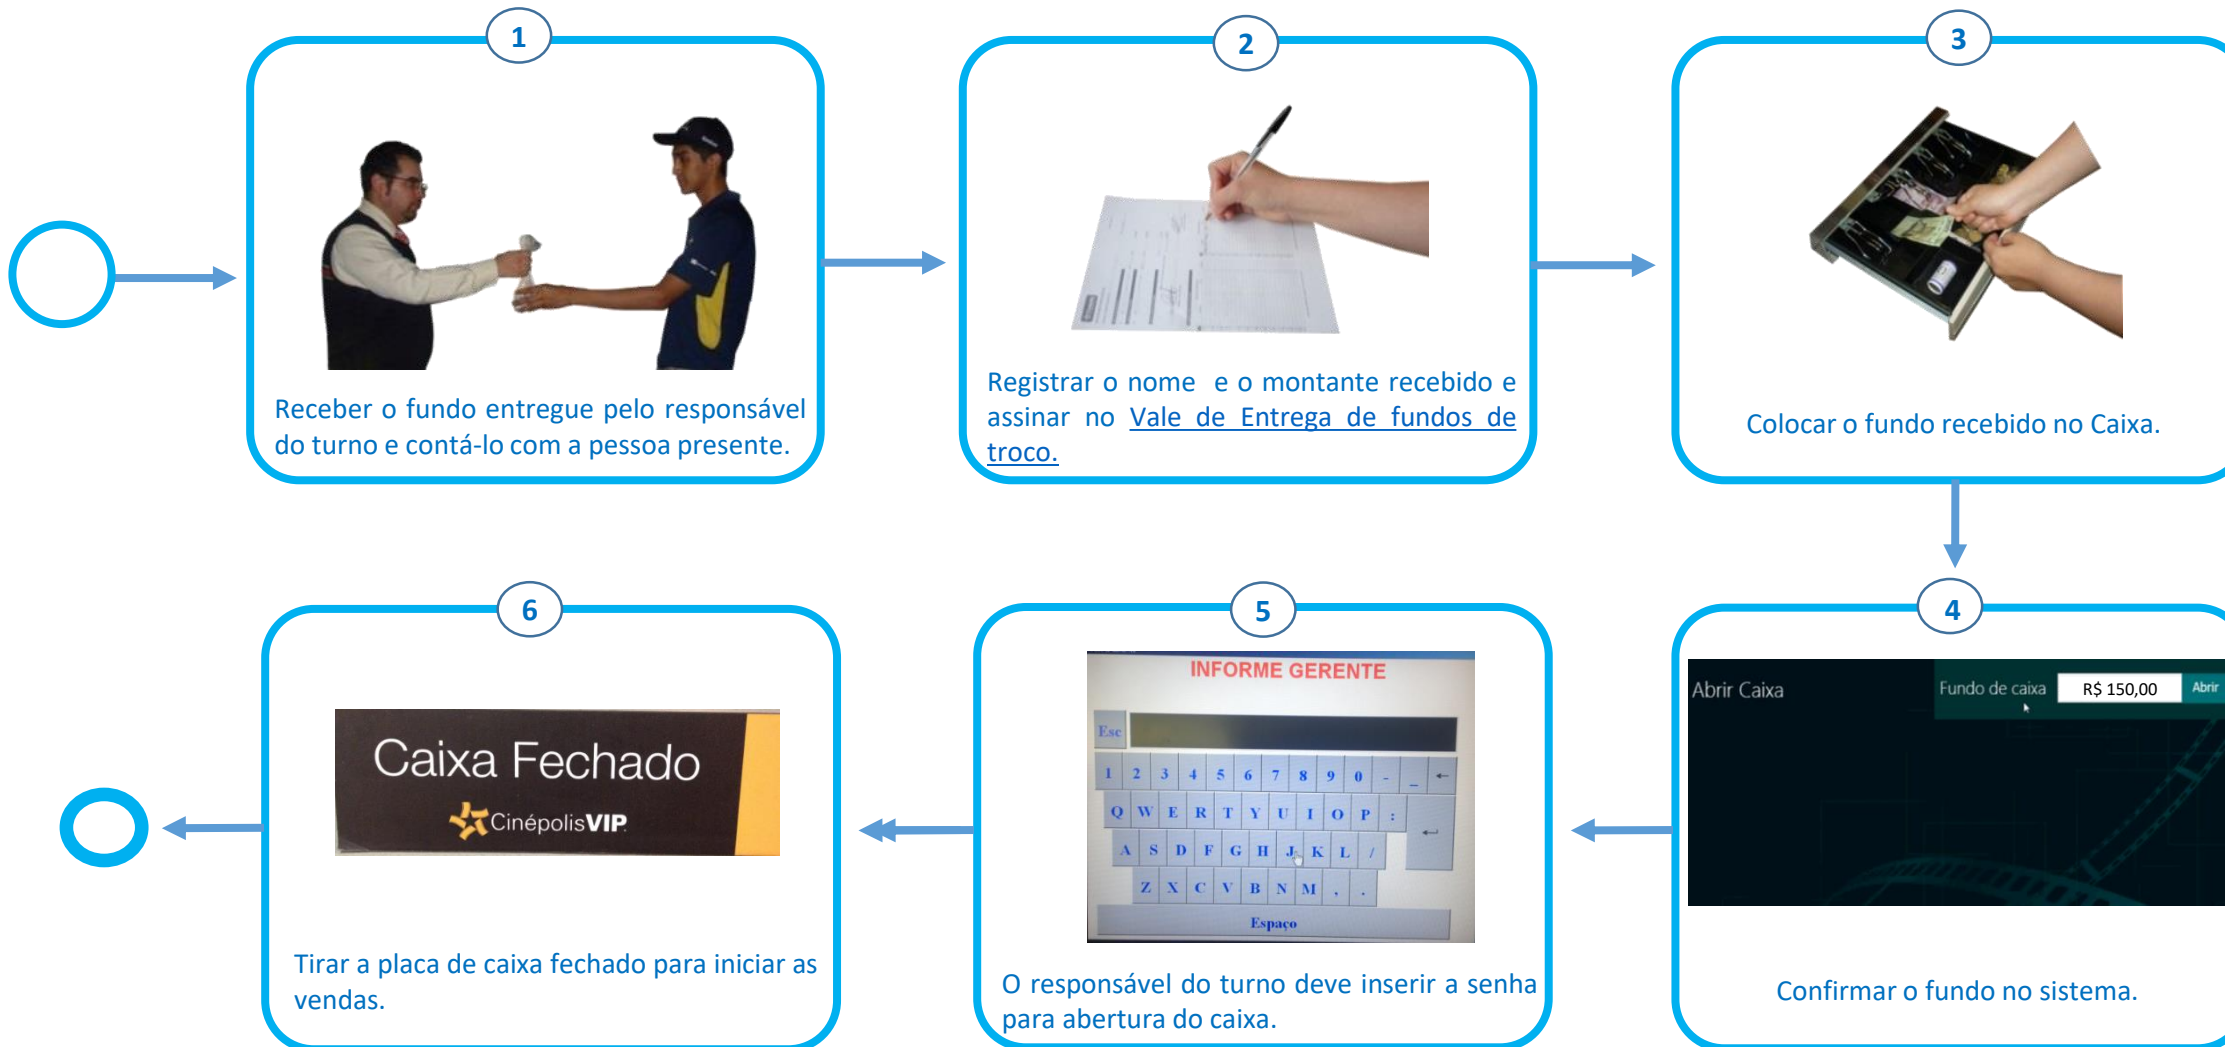 1
2
3
Receber o fundo entregue pelo responsável
do turno e contá-lo com a pessoa presente.
Registrar o nome e o montante recebido e
assinar no Vale de Entrega de fundos de
troco.
Colocar o fundo recebido no Caixa.
4
Abrir Caixa
Fundo de caixa R$ 150,00 Abrir
Confirmar o fundo no sistema.
5
INFORME GERENTE
Esc
1 2 3 4 5 6 7 8 9 0 - _ ←
Q W E R T Y U I O P :
A S D F G H J K L /
Z X C V B N M , .
Espaço
O responsável do turno deve inserir a senha
para abertura do caixa.
6
Caixa Fechado
Cinépolis VIP
Tirar a placa de caixa fechado para iniciar as
vendas.